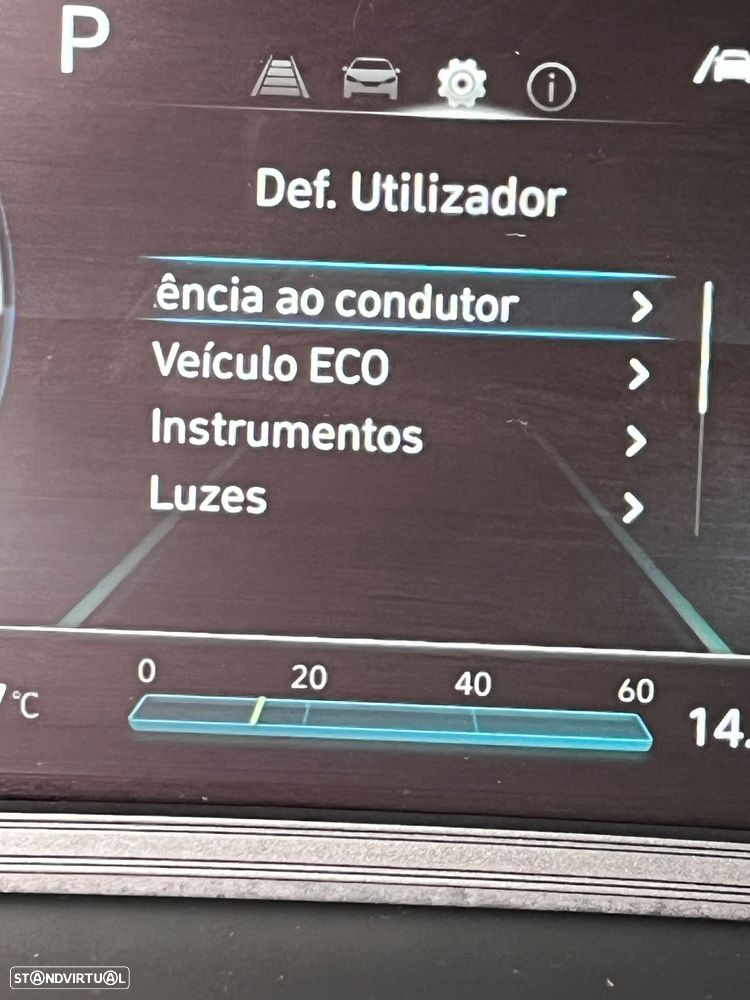 P
i
Def. Utilizador
ência ao condutor
Veículo ECO
Instrumentos
Luzes
0 20 40 60
°C
14.
STANDVIRTUAL